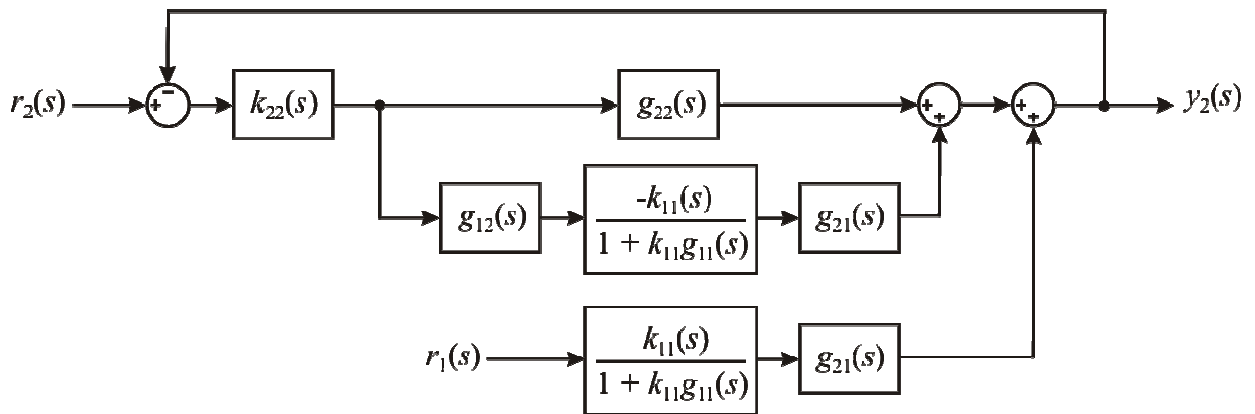 r₂(s) + − k₂₂(s) g₂₂(s) + + + + y₂(s)
g₁₂(s) -k₁₁(s) / 1 + k₁₁g₁₁(s) g₂₁(s)
r₁(s) k₁₁(s) / 1 + k₁₁g₁₁(s) g₂₁(s)